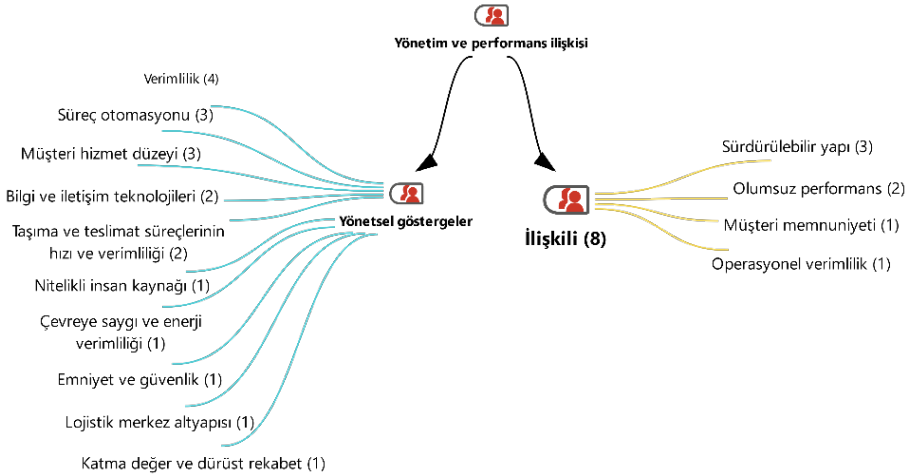 Yönetim ve performans ilişkisi
Verimlilik (4)
Süreç otomasyonu (3)
Müşteri hizmet düzeyi (3)
Bilgi ve iletişim teknolojileri (2)
Taşıma ve teslimat süreçlerinin
hızı ve verimliliği (2)
Nitelikli insan kaynağı (1)
Çevreye saygı ve enerji
verimliliği (1)
Emniyet ve güvenlik (1)
Lojistik merkez altyapısı (1)
Katma değer ve dürüst rekabet (1)
Yönetsel göstergeler
İlişkili (8)
Sürdürülebilir yapı (3)
Olumsuz performans (2)
Müşteri memnuniyeti (1)
Operasyonel verimlilik (1)